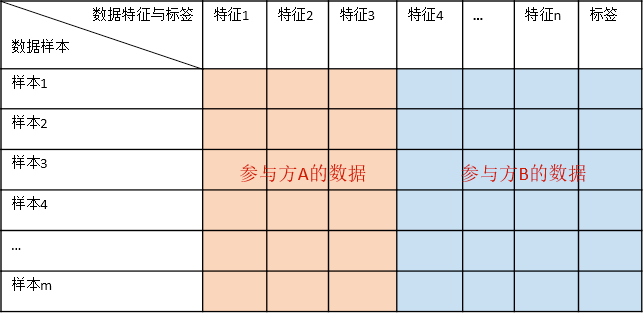 数据特征与标签 特征1 特征2 特征3 特征4 … 特征n 标签
数据样本
样本1
样本2
样本3 参与方A的数据 参与方B的数据
样本4
…
样本m